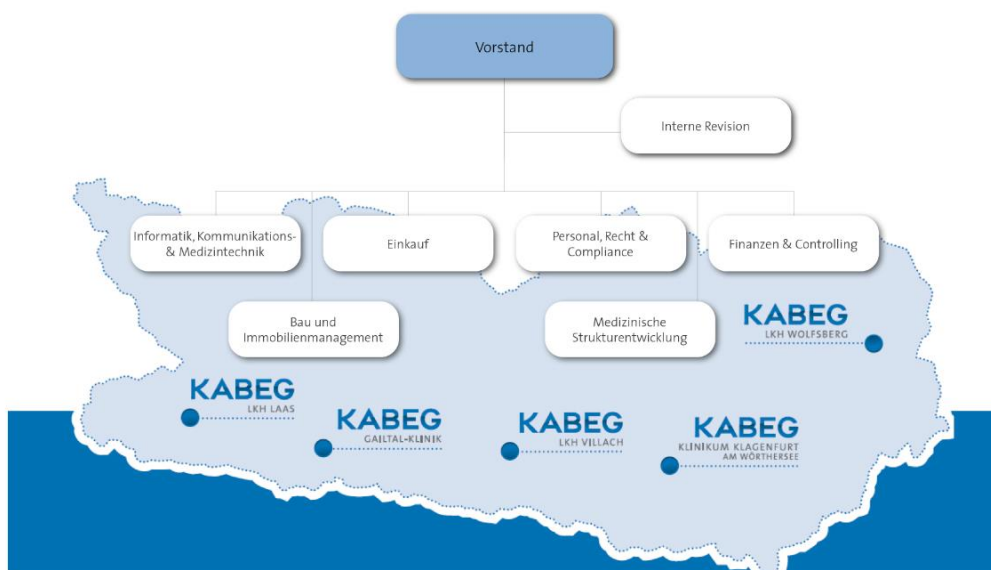 Vorstand
Interne Revision
Informatik, Kommunikations-
& Medizintechnik
Einkauf
Personal, Recht &
Compliance
Finanzen & Controlling
Bau und
Immobilienmanagement
Medizinische
Strukturentwicklung
KABEG
LKH WOLFSBERG
KABEG
LKH LAAS
KABEG
GAILTAL-KLINIK
KABEG
LKH VILLACH
KABEG
KLINIKUM KLAGENFURT
AM WÖRTHERSEE